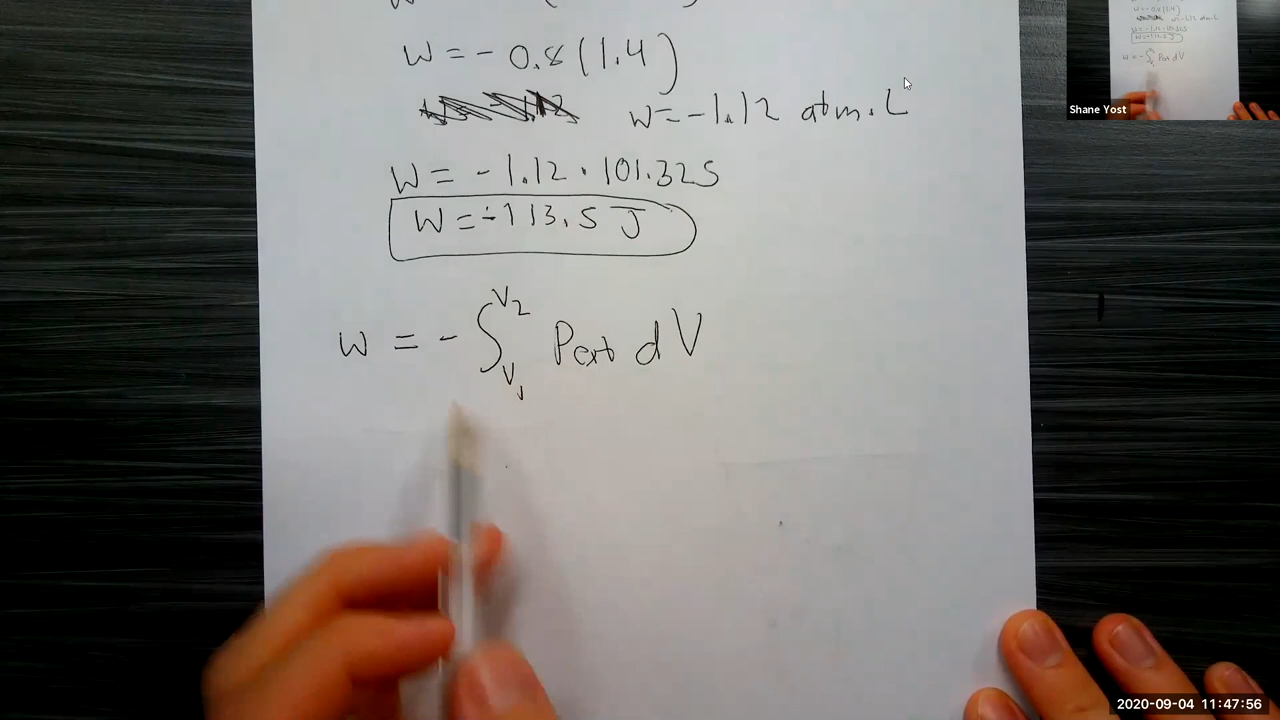 W = - 0.8 (1.4)
W = -1.12 atm . L
W = - 1.12 · 101.325
W = -113.5 J
W = - ∫_{V₁}^{V₂} Pext dV
Shane Yost
2020-09-04 11:47:56